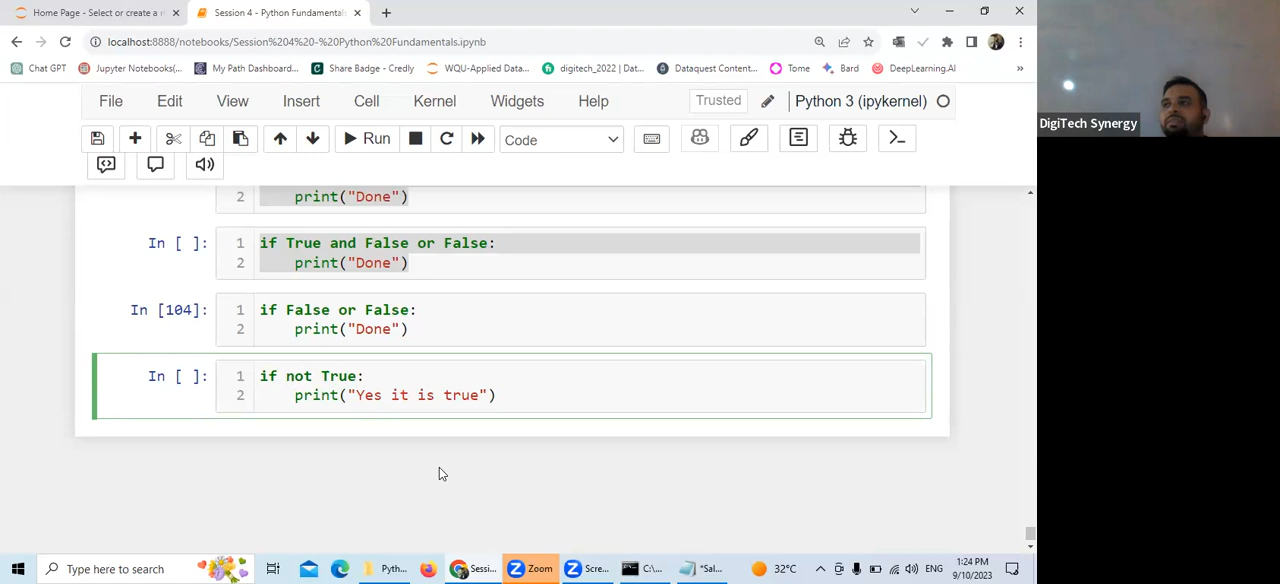 Home Page - Select or create a n
Session 4 - Python Fundamentals
localhost:8888/notebooks/Session%204%20-%20Python%20Fundamentals.ipynb
Chat GPT
Jupyter Notebooks(...
My Path Dashboard...
Share Badge - Credly
WQU-Applied Data...
digitech_2022 | Dat...
Dataquest Content...
Tome
Bard
DeepLearning.AI
»
File Edit View Insert Cell Kernel Widgets Help Trusted Python 3 (ipykernel)
Run Code
DigiTech Synergy
2 print("Done")
In [ ]: 1 if True and False or False:
2 print("Done")
In [104]: 1 if False or False:
2 print("Done")
In [ ]: 1 if not True:
2 print("Yes it is true")
Type here to search
Pyth...
Sessi...
Zoom
Scre...
C:\...
*Sal...
32°C
ENG
1:24 PM
9/10/2023